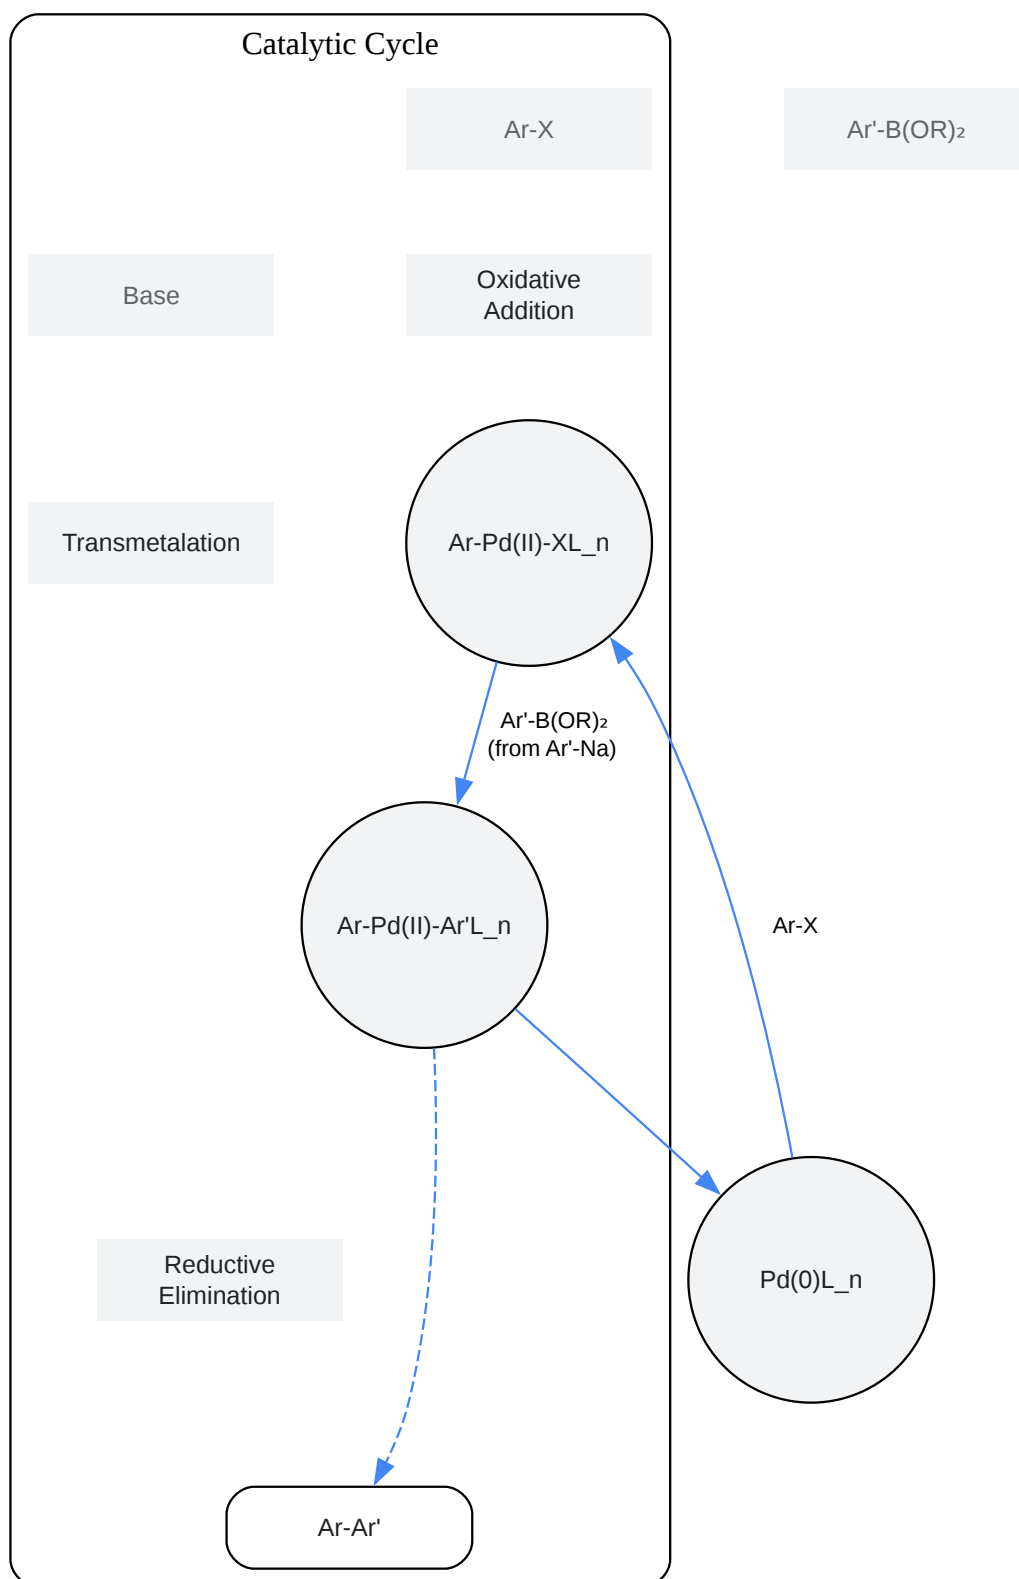 Catalytic Cycle
Ar-X
Ar'-B(OR)₂
Base
Oxidative
Addition
Transmetalation
Ar-Pd(II)-XL_n
Ar'-B(OR)₂
(from Ar'-Na)
Ar-Pd(II)-Ar'L_n
Ar-X
Reductive
Elimination
Pd(0)L_n
Ar-Ar'